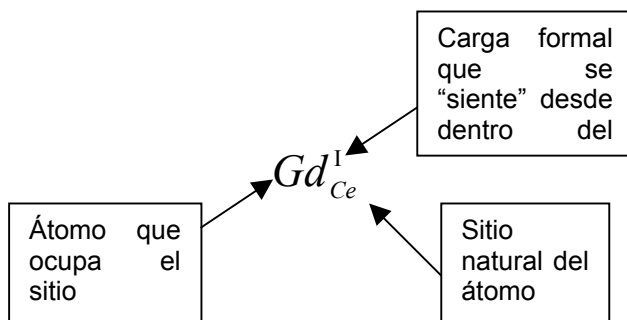 Carga formal
que se
“siente” desde
dentro del
Gd^I_Ce
Átomo que
ocupa el
sitio
Sitio
natural del
átomo